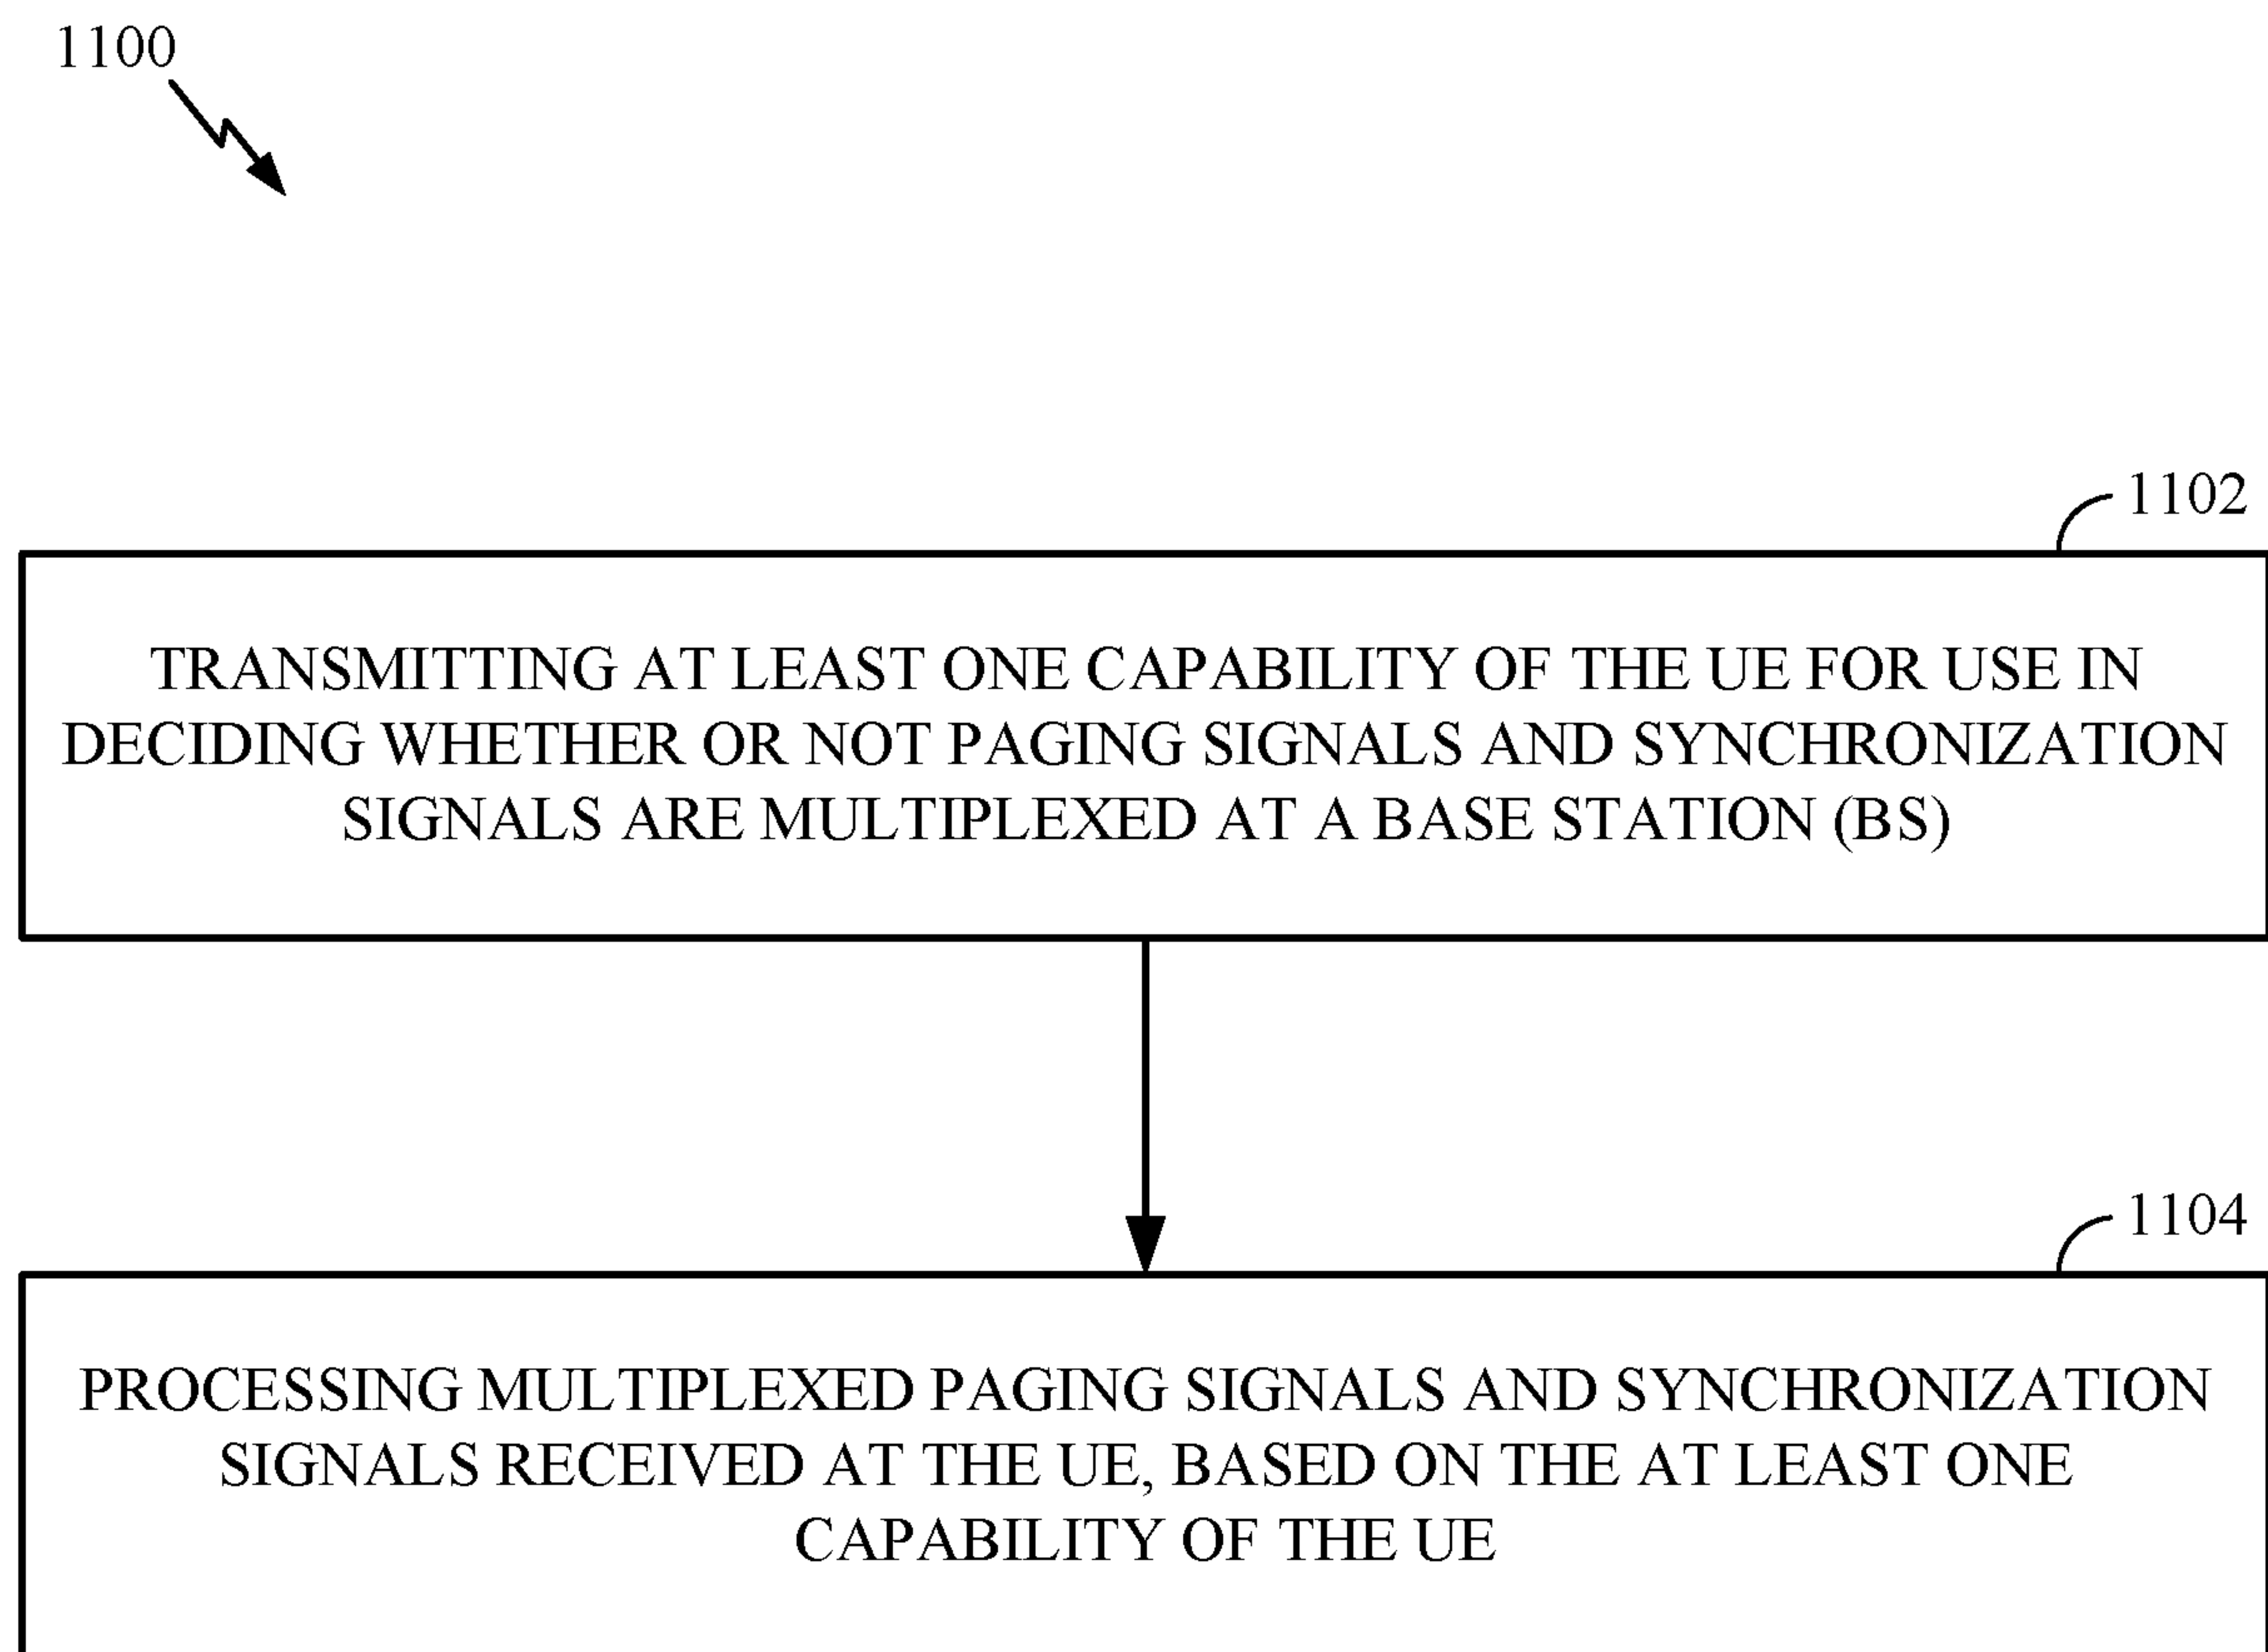 1100
1102
TRANSMITTING AT LEAST ONE CAPABILITY OF THE UE FOR USE IN
DECIDING WHETHER OR NOT PAGING SIGNALS AND SYNCHRONIZATION
SIGNALS ARE MULTIPLEXED AT A BASE STATION (BS)
1104
PROCESSING MULTIPLEXED PAGING SIGNALS AND SYNCHRONIZATION
SIGNALS RECEIVED AT THE UE, BASED ON THE AT LEAST ONE
CAPABILITY OF THE UE